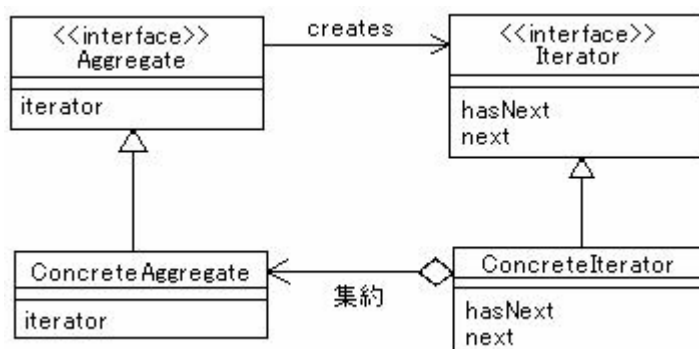 <<interface>>
Aggregate
iterator
creates
<<interface>>
Iterator
hasNext
next
ConcreteAggregate
iterator
集約
ConcreteIterator
hasNext
next